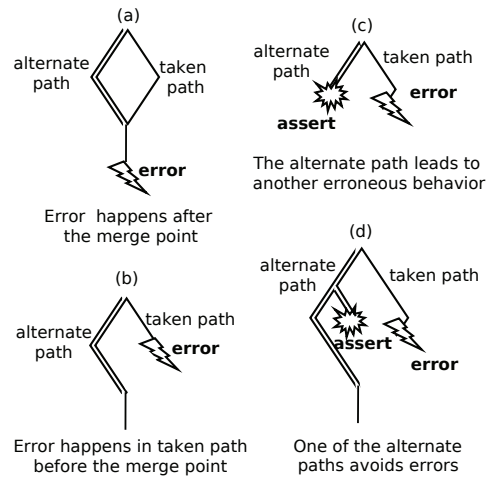 (a)
alternate
path
taken
path
error
Error happens after
the merge point
(b)
alternate
path
taken path
error
Error happens in taken path
before the merge point
(c)
alternate
path
taken path
error
assert
The alternate path leads to
another erroneous behavior
(d)
alternate
path
taken path
assert
error
One of the alternate
paths avoids errors